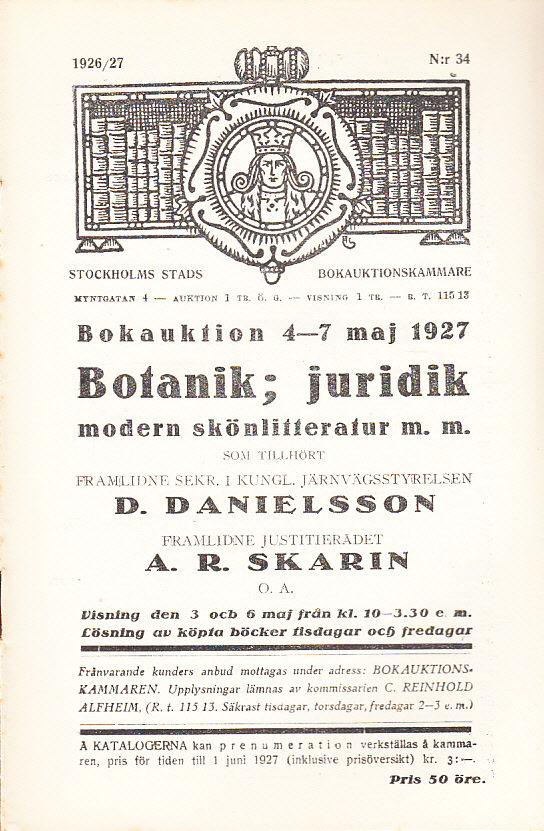 1926/27 N:r 34
STOCKHOLMS STADS BOKAUKTIONSKAMMARE
MYNTGATAN 4 — AUKTION 1 TR. Ö. G. — VISNING 1 TR. — R. T. 115 13
Bokauktion 4—7 maj 1927
Botanik; juridik
modern skönlitteratur m. m.
SOM TILLHÖRT
FRAMLIDNE SEKR. I KUNGL. JÄRNVÄGSSTYRELSEN
D. DANIELSSON
FRAMLIDNE JUSTITIERÅDET
A. R. SKARIN
O. A.
Visning den 3 och 6 maj från kl. 10—3.30 e. m.
Lösning av köpta böcker tisdagar och fredagar
Frånvarande kunders anbud mottagas under adress: BOKAUKTIONS-
KAMMAREN. Upplysningar lämnas av kommissarien C. REINHOLD
ALFHEIM, (R. t. 115 13. Säkrast tisdagar, torsdagar, fredagar 2—3 e. m.)
Å KATALOGERNA kan prenumeration verkställas å kamma-
ren, pris för tiden till 1 juni 1927 (inklusive prisöversikt) kr. 3:—.
Pris 50 öre.